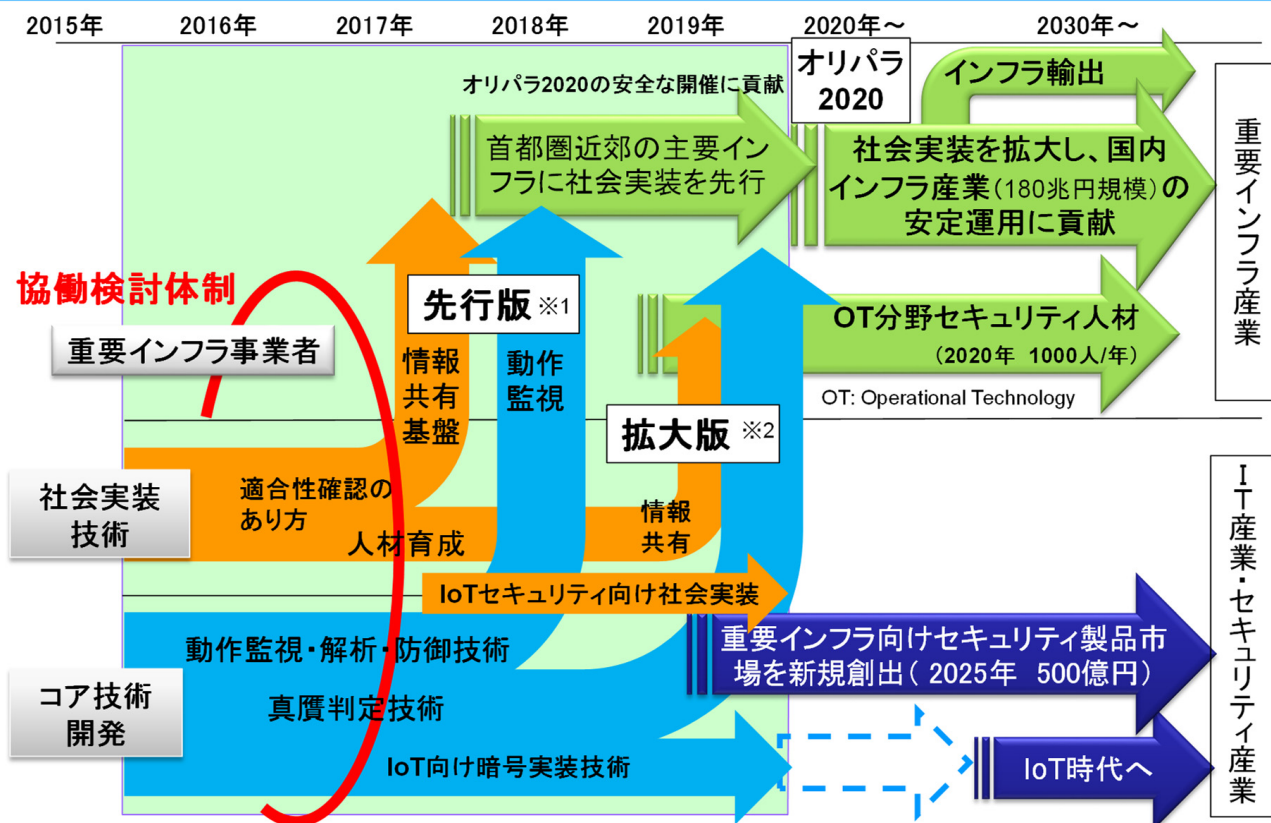 2015年 2016年 2017年 2018年 2019年 2020年～ 2030年～
オリパラ2020の安全な開催に貢献
オリパラ
2020
インフラ輸出
首都圏近郊の主要イン
フラに社会実装を先行
社会実装を拡大し、国内
インフラ産業(180兆円規模)の
安定運用に貢献
重要インフラ産業
協働検討体制
重要インフラ事業者
先行版 ※1
情報
共有
基盤
動作
監視
OT分野セキュリティ人材
(2020年 1000人/年)
OT: Operational Technology
拡大版 ※2
社会実装
技術
適合性確認の
あり方
人材育成
情報
共有
IoTセキュリティ向け社会実装
コア技術
開発
動作監視・解析・防御技術
真贋判定技術
IoT向け暗号実装技術
重要インフラ向けセキュリティ製品市
場を新規創出( 2025年 500億円)
IoT時代へ
IT産業・セキュリティ産業